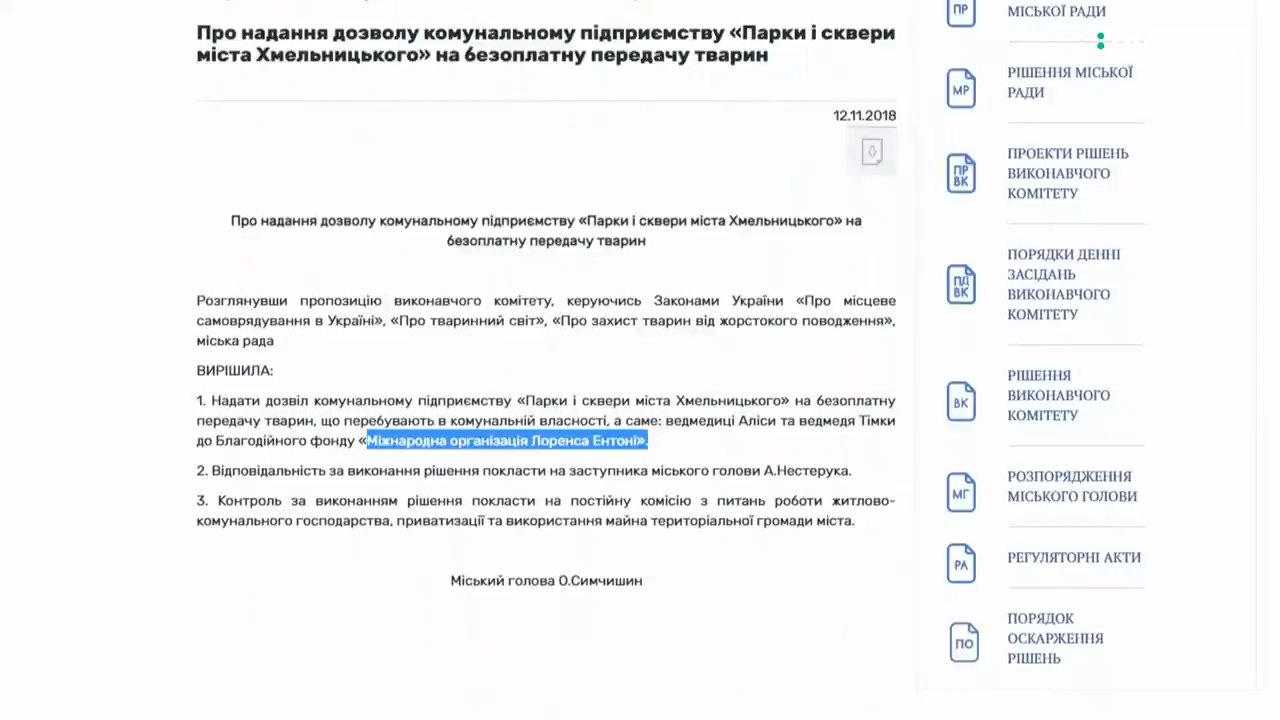 Про надання дозволу комунальному підприємству «Парки і сквери
міста Хмельницького» на безоплатну передачу тварин
12.11.2018
Про надання дозволу комунальному підприємству «Парки і сквери міста Хмельницького» на
безоплатну передачу тварин
Розглянувши пропозицію виконавчого комітету, керуючись Законами України «Про місцеве
самоврядування в Україні», «Про тваринний світ», «Про захист тварин від жорстокого поводження»,
міська рада
ВИРІШИЛА:
1. Надати дозвіл комунальному підприємству «Парки і сквери міста Хмельницького» на безоплатну
передачу тварин, що перебувають в комунальній власності, а саме: ведмедиці Аліси та ведмедя Тімки
до Благодійного фонду «Міжнародна організація Лоренса Ентоні».
2. Відповідальність за виконання рішення покласти на заступника міського голови А.Нестерука.
3. Контроль за виконанням рішення покласти на постійну комісію з питань роботи житлово-
комунального господарства, приватизації та використання майна територіальної громади міста.
Міський голова О.Симчишин
ПР
МІСЬКОЇ РАДИ
МР
РІШЕННЯ МІСЬКОЇ
РАДИ
ПР
ВК
ПРОЕКТИ РІШЕНЬ
ВИКОНАВЧОГО
КОМІТЕТУ
ПД
ВК
ПОРЯДКИ ДЕННІ
ЗАСІДАНЬ
ВИКОНАВЧОГО
КОМІТЕТУ
ВК
РІШЕННЯ
ВИКОНАВЧОГО
КОМІТЕТУ
МГ
РОЗПОРЯДЖЕННЯ
МІСЬКОГО ГОЛОВИ
РА
РЕГУЛЯТОРНІ АКТИ
ПО
ПОРЯДОК
ОСКАРЖЕННЯ
РІШЕНЬ